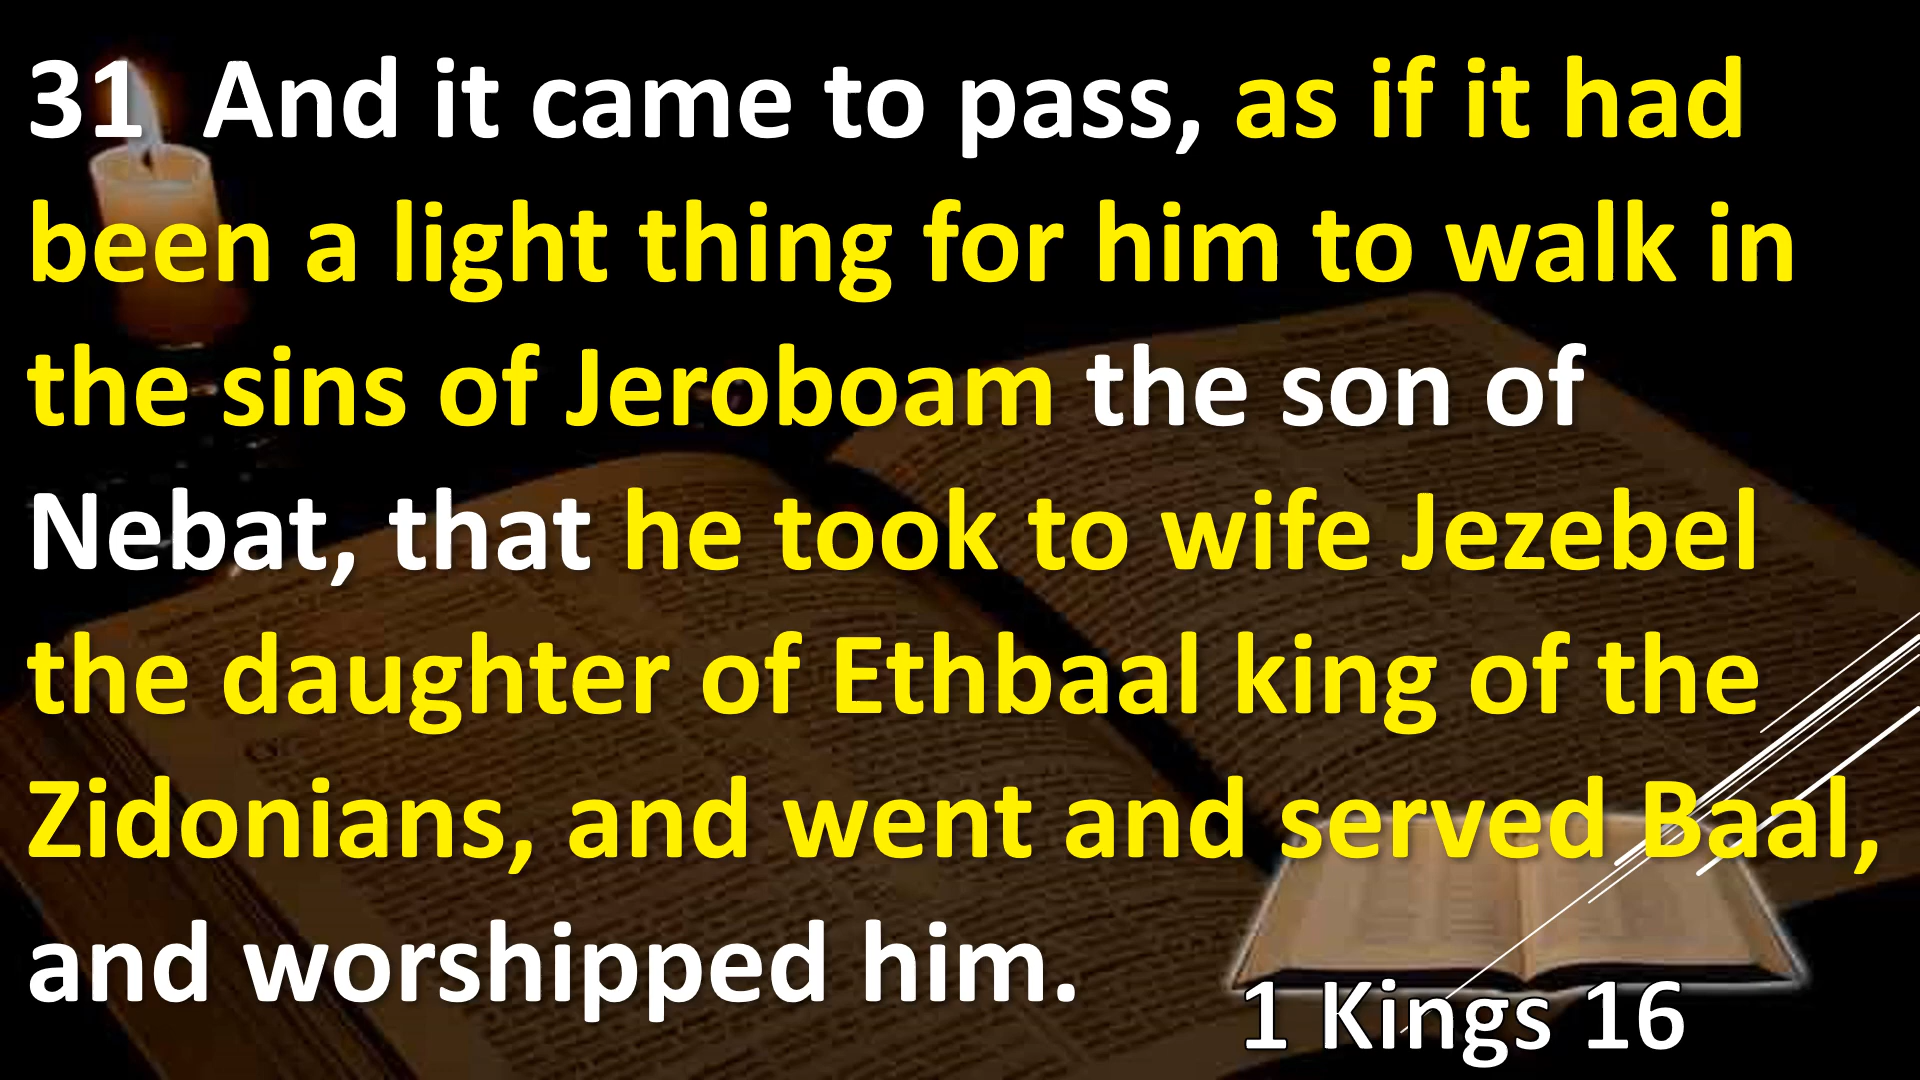 31  And it came to pass, as if it had
been a light thing for him to walk in
the sins of Jeroboam the son of
Nebat, that he took to wife Jezebel
the daughter of Ethbaal king of the
Zidonians, and went and served Baal,
and worshipped him.
1 Kings 16